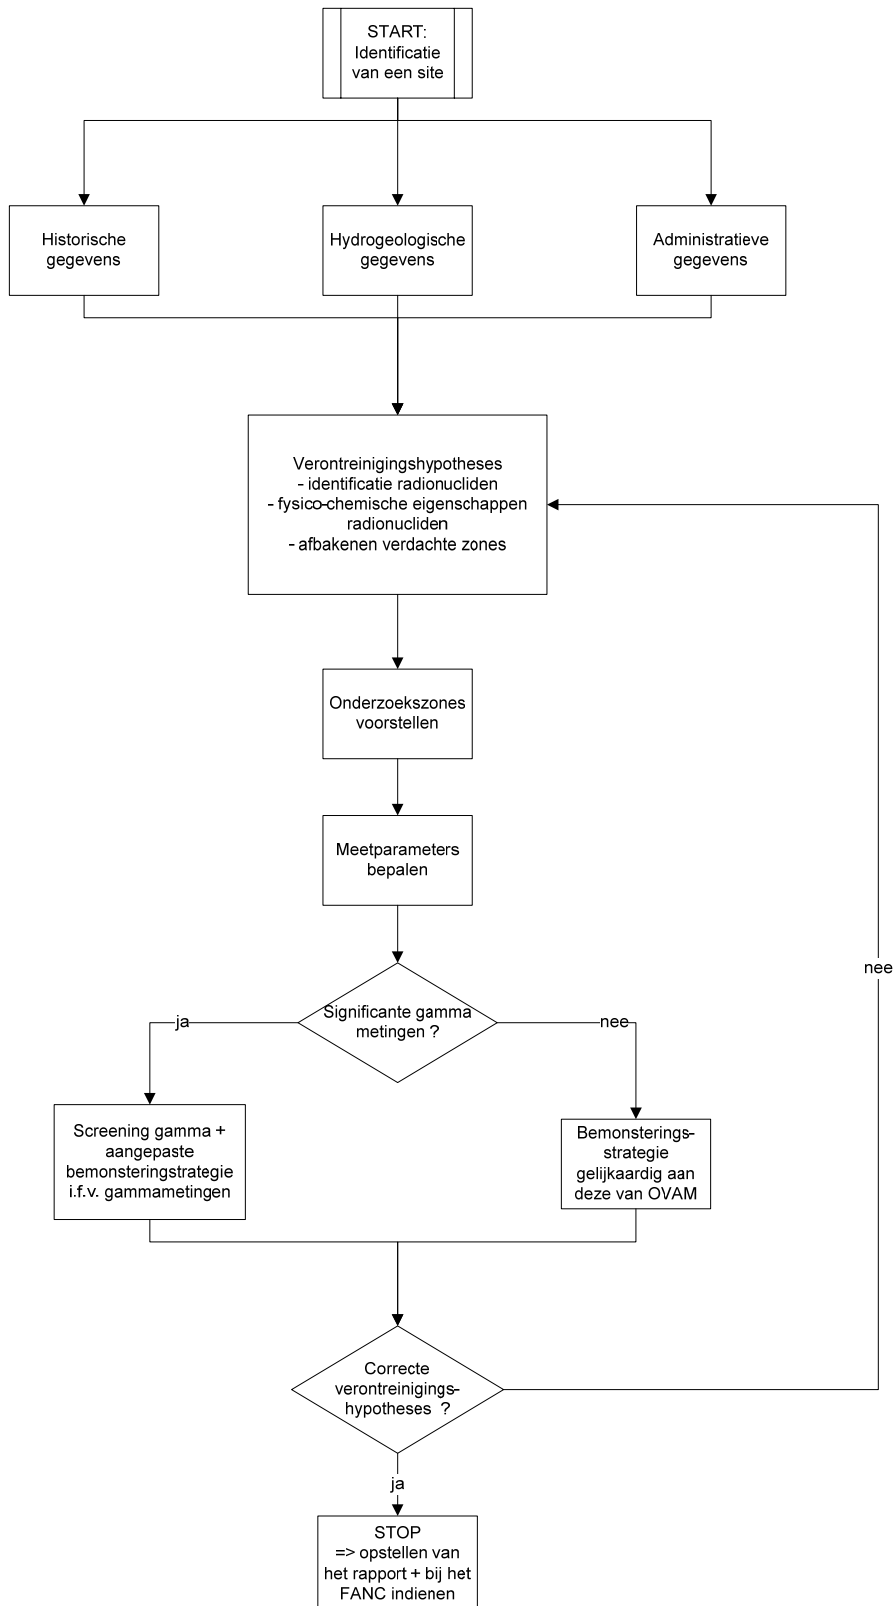 START:
Identificatie
van een site
Historische
gegevens
Hydrogeologische
gegevens
Administratieve
gegevens
Verontreinigingshypotheses
- identificatie radionucliden
- fysico-chemische eigenschappen
radionucliden
- afbakenen verdachte zones
Onderzoekszones
voorstellen
Meetparameters
bepalen
nee
Significante gamma
metingen ?
ja
nee
Screening gamma +
aangepaste
bemonsteringstrategie
i.f.v. gammametingen
Bemonsterings-
strategie
gelijkaardig aan
deze van OVAM
Correcte
verontreinigings-
hypotheses ?
ja
STOP
=> opstellen van
het rapport + bij het
FANC indienen